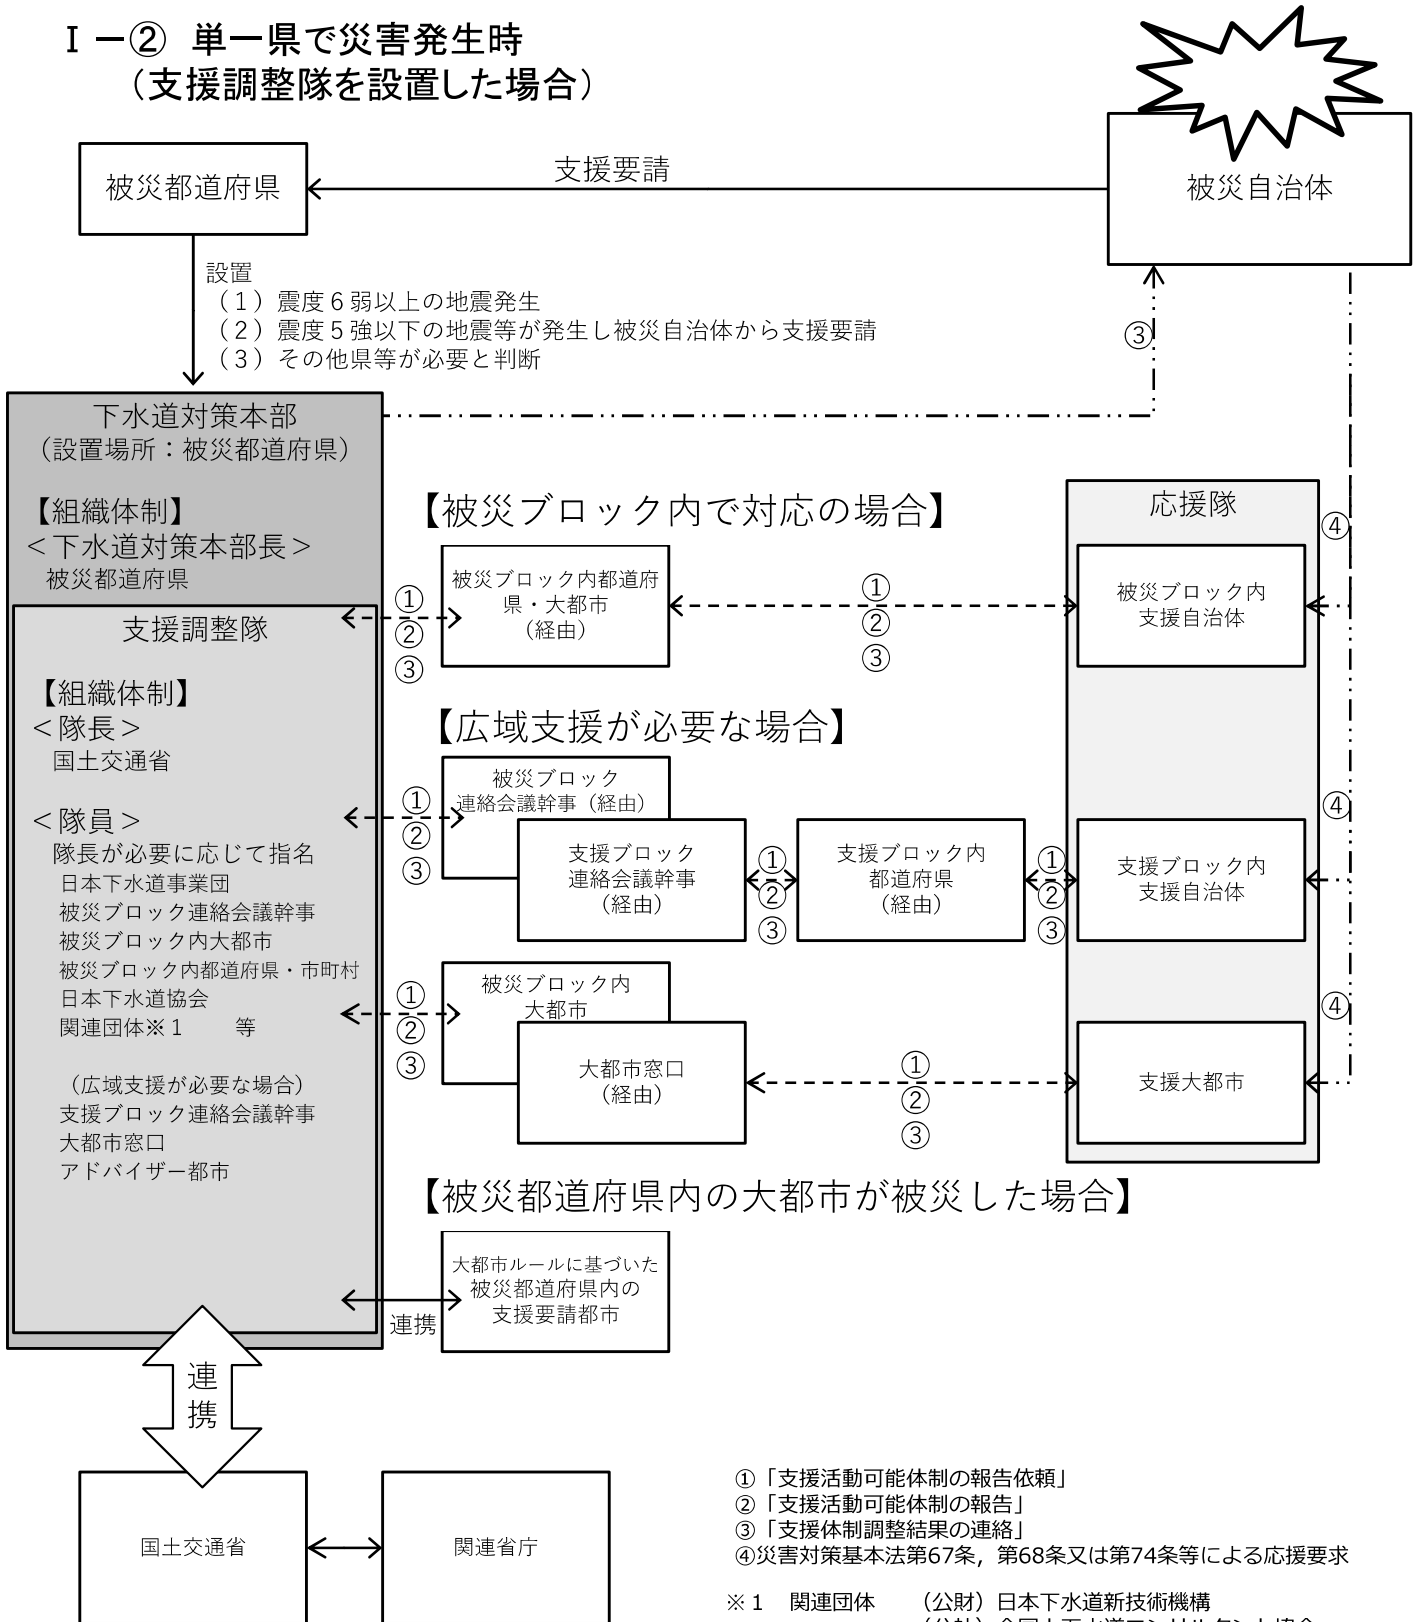 Ⅰ－② 単一県で災害発生時
（支援調整隊を設置した場合）
被災都道府県
支援要請
被災自治体
設置
（１）震度６弱以上の地震発生
（２）震度５強以下の地震等が発生し被災自治体から支援要請
（３）その他県等が必要と判断
③
下水道対策本部
（設置場所：被災都道府県）
【組織体制】
＜下水道対策本部長＞
被災都道府県
支援調整隊
【組織体制】
＜隊長＞
国土交通省
＜隊員＞
隊長が必要に応じて指名
日本下水道事業団
被災ブロック連絡会議幹事
被災ブロック内大都市
被災ブロック内都道府県・市町村
日本下水道協会
関連団体※１　　等
（広域支援が必要な場合）
支援ブロック連絡会議幹事
大都市窓口
アドバイザー都市
【被災ブロック内で対応の場合】
①
②
③
被災ブロック内都道府
県・大都市
（経由）
①
②
③
応援隊
被災ブロック内
支援自治体
④
【広域支援が必要な場合】
①
②
③
被災ブロック
連絡会議幹事（経由）
支援ブロック
連絡会議幹事
（経由）
①
②
③
支援ブロック内
都道府県
（経由）
①
②
③
支援ブロック内
支援自治体
④
①
②
③
被災ブロック内
大都市
大都市窓口
（経由）
①
②
③
支援大都市
④
【被災都道府県内の大都市が被災した場合】
大都市ルールに基づいた
被災都道府県内の
支援要請都市
連携
連
携
国土交通省
関連省庁
①「支援活動可能体制の報告依頼」
②「支援活動可能体制の報告」
③「支援体制調整結果の連絡」
④災害対策基本法第67条，第68条又は第74条等による応援要求
※１　関連団体　（公財）日本下水道新技術機構